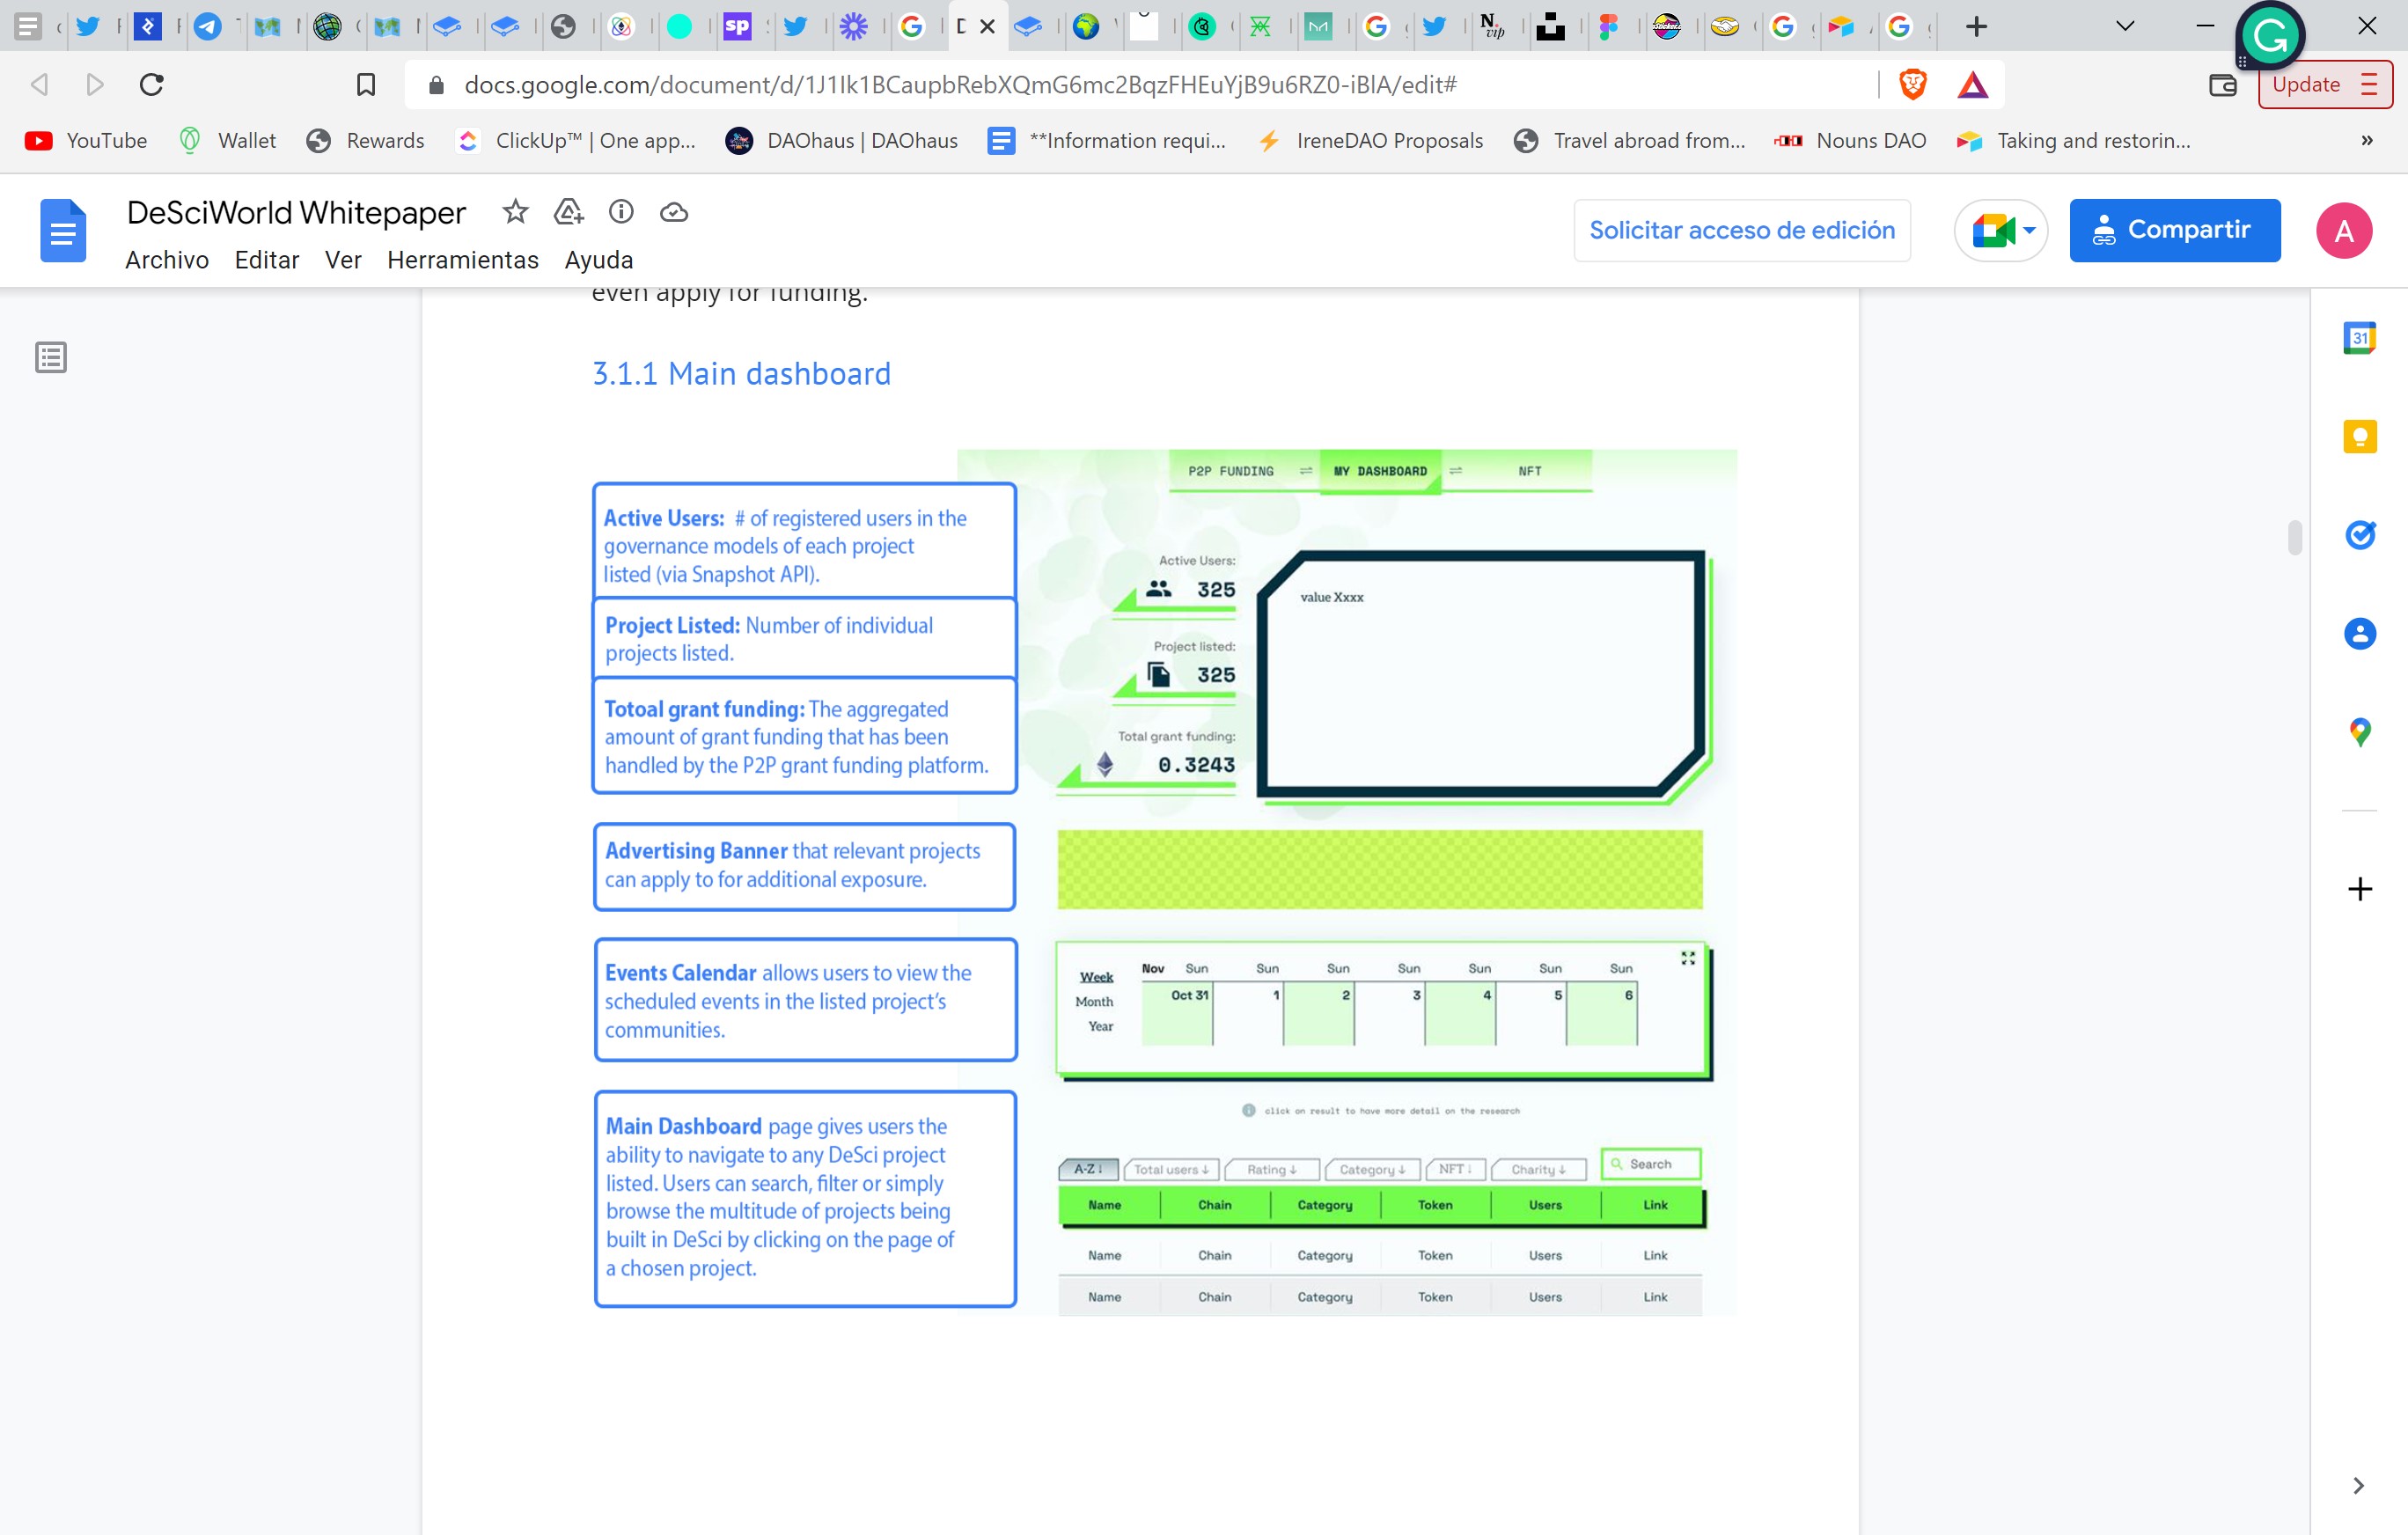 sp
N.
vip
docs.google.com/document/d/1J1Ik1BCaupbRebXQmG6mc2BqzFHEuYjB9u6RZ0-iBIA/edit#
Update
YouTube
Wallet
Rewards
ClickUp™ | One app...
DAOhaus | DAOhaus
**Information requi...
IreneDAO Proposals
Travel abroad from...
Nouns DAO
Taking and restorin...
»
DeSciWorld Whitepaper
Archivo Editar Ver Herramientas Ayuda
Solicitar acceso de edición
Compartir
A
31
even apply for funding.
3.1.1 Main dashboard
Active Users: # of registered users in the
governance models of each project
listed (via Snapshot API).
Project Listed: Number of individual
projects listed.
Totoal grant funding: The aggregated
amount of grant funding that has been
handled by the P2P grant funding platform.
Advertising Banner that relevant projects
can apply to for additional exposure.
Events Calendar allows users to view the
scheduled events in the listed project's
communities.
Main Dashboard page gives users the
ability to navigate to any DeSci project
listed. Users can search, filter or simply
browse the multitude of projects being
built in DeSci by clicking on the page of
a chosen project.
P2P FUNDING ⇌ MY DASHBOARD ⇌ NFT
Active Users:
325
Project listed:
325
Total grant funding:
0.3243
value Xxxx
Week
Month
Year
Nov Sun Sun Sun Sun Sun Sun Sun
Oct 31 1 2 3 4 5 6
click on result to have more detail on the research
A-Z ↓ Total users ↓ Rating ↓ Category ↓ NFT ↓ Charity ↓ Search
Name Chain Category Token Users Link
Name Chain Category Token Users Link
Name Chain Category Token Users Link